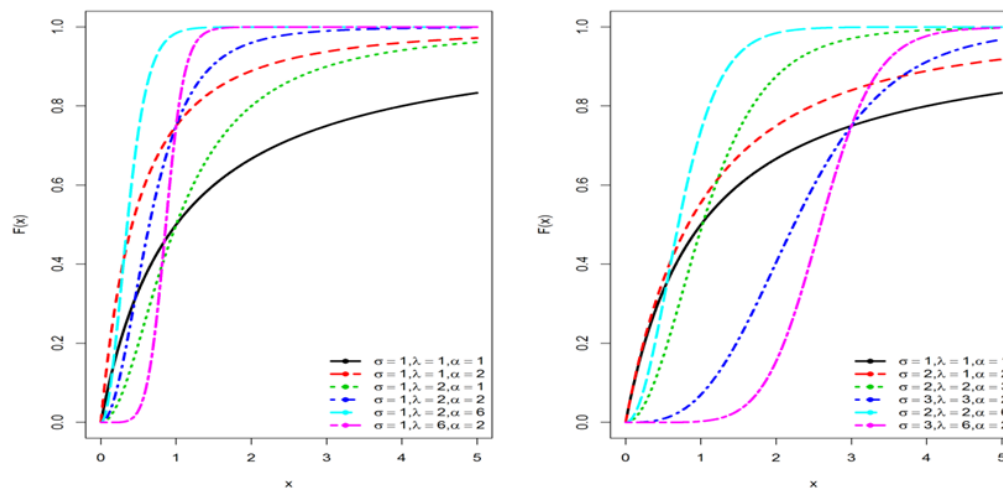 F(x)
1.0
0.8
0.6
0.4
0.2
0.0
σ = 1, λ = 1, α = 1
σ = 1, λ = 1, α = 2
σ = 1, λ = 2, α = 1
σ = 1, λ = 2, α = 2
σ = 1, λ = 2, α = 6
σ = 1, λ = 6, α = 2
0 1 2 3 4 5
x
F(x)
1.0
0.8
0.6
0.4
0.2
0.0
σ = 1, λ = 1, α =
σ = 2, λ = 1, α =
σ = 2, λ = 2, α =
σ = 3, λ = 3, α =
σ = 2, λ = 2, α =
σ = 3, λ = 6, α =
0 1 2 3 4 5
x